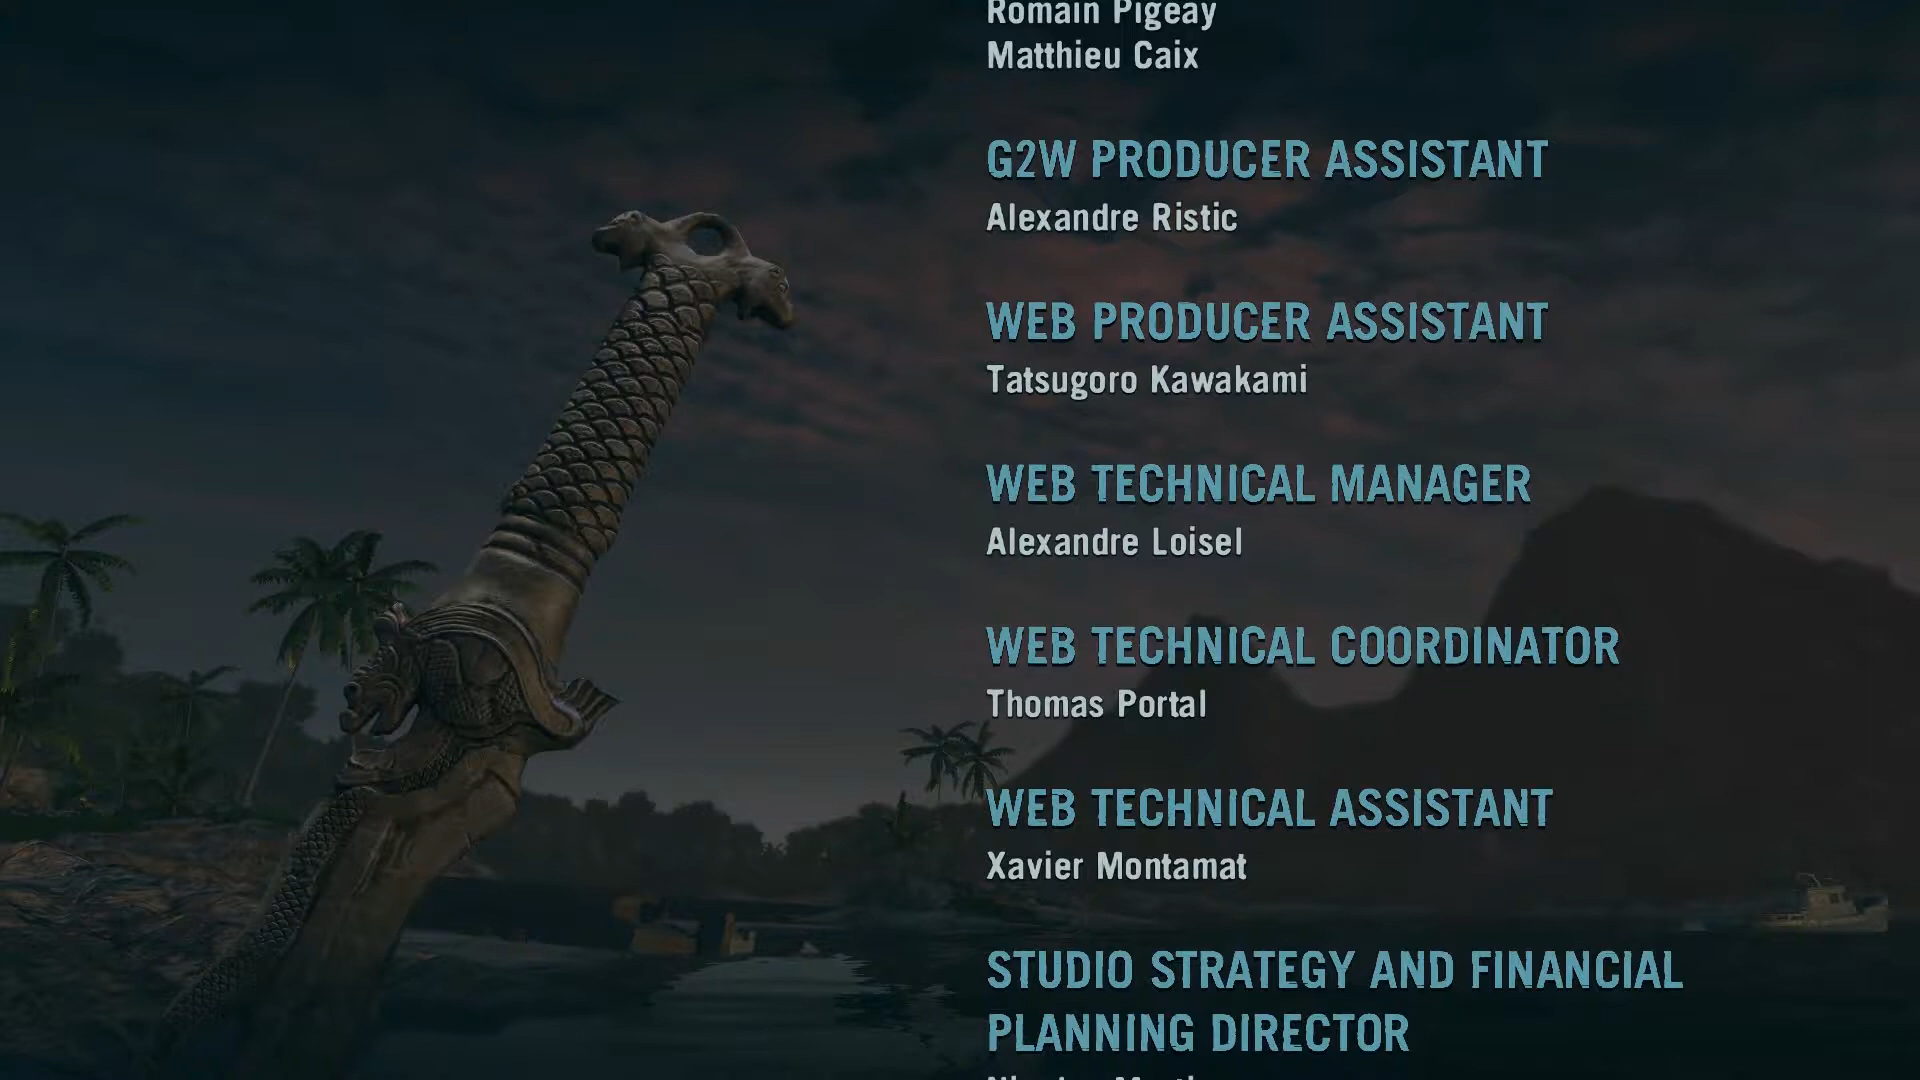 Romain Pigeay
Matthieu Caix
G2W PRODUCER ASSISTANT
Alexandre Ristic
WEB PRODUCER ASSISTANT
Tatsugoro Kawakami
WEB TECHNICAL MANAGER
Alexandre Loisel
WEB TECHNICAL COORDINATOR
Thomas Portal
WEB TECHNICAL ASSISTANT
Xavier Montamat
STUDIO STRATEGY AND FINANCIAL
PLANNING DIRECTOR